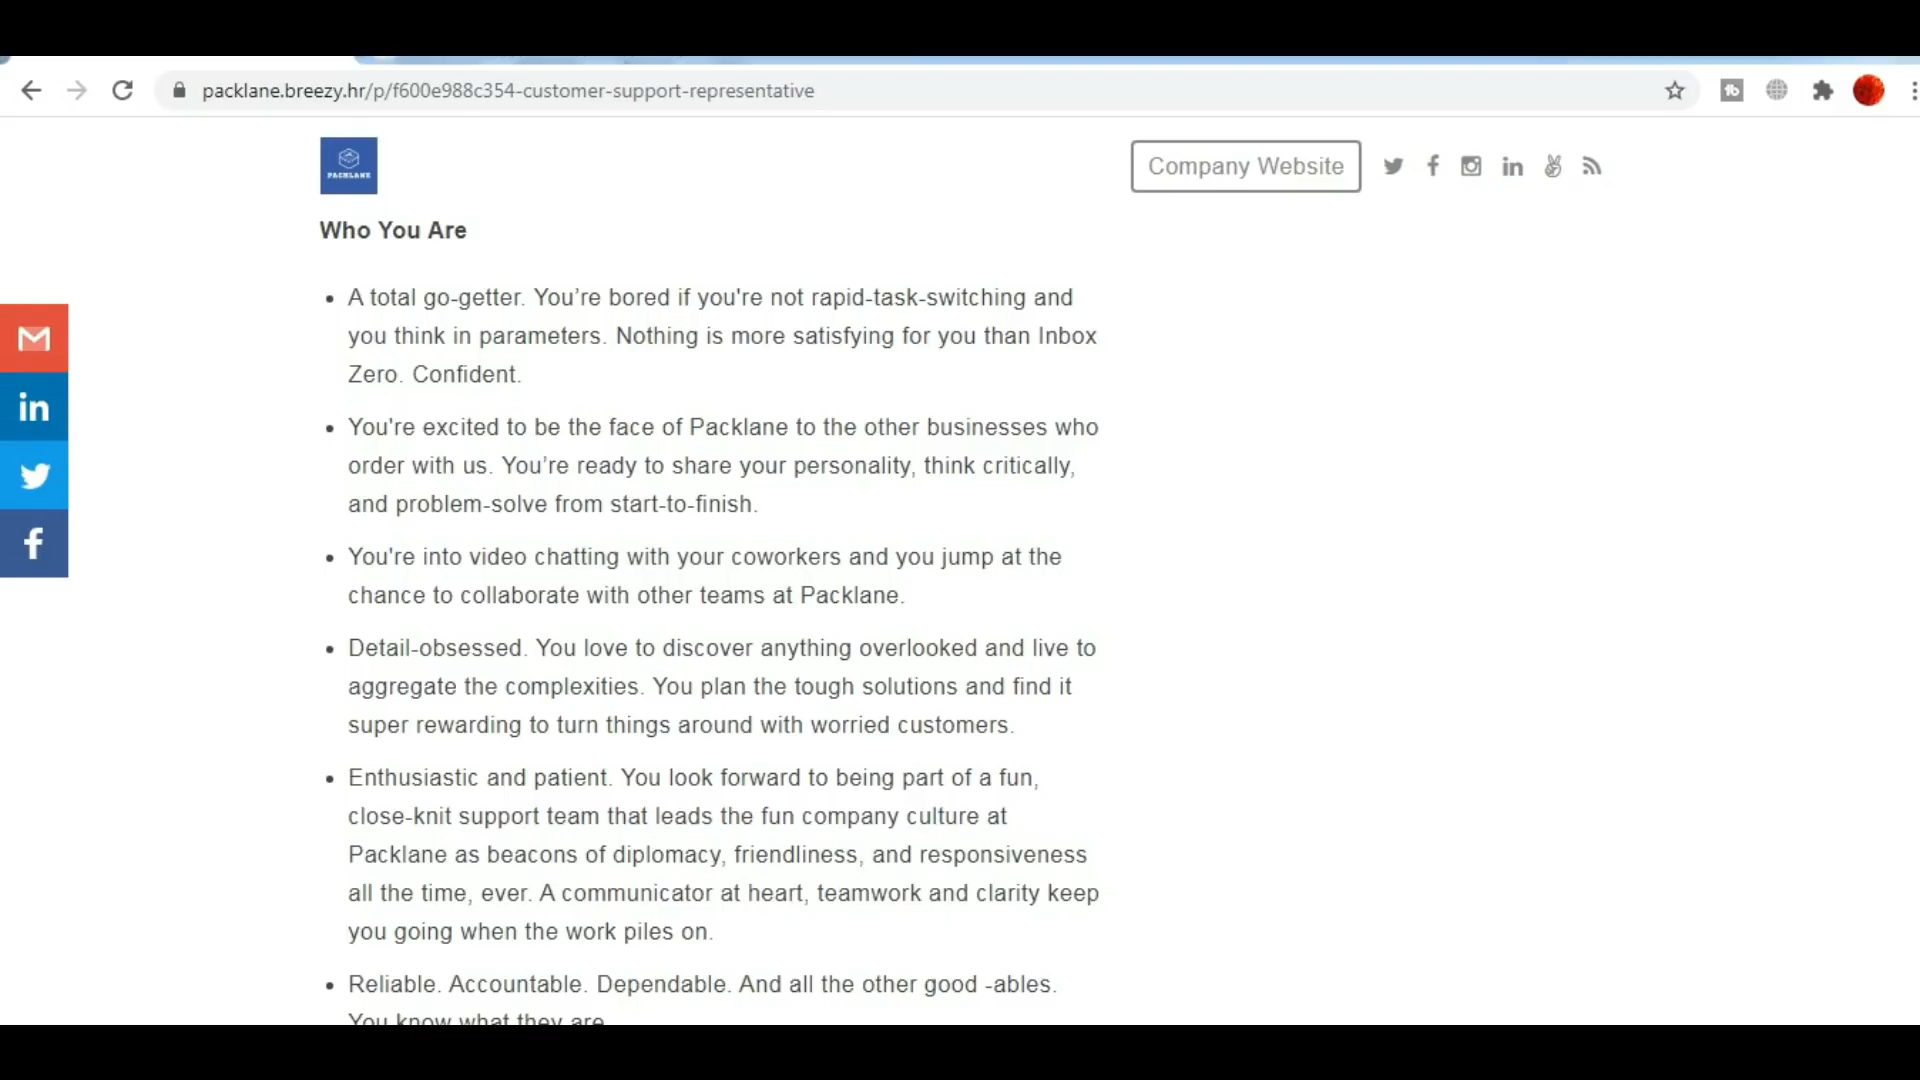 packlane.breezy.hr/p/f600e988c354-customer-support-representative
PACKLANE
Company Website
Who You Are
A total go-getter. You’re bored if you're not rapid-task-switching and
you think in parameters. Nothing is more satisfying for you than Inbox
Zero. Confident.
You're excited to be the face of Packlane to the other businesses who
order with us. You’re ready to share your personality, think critically,
and problem-solve from start-to-finish.
You're into video chatting with your coworkers and you jump at the
chance to collaborate with other teams at Packlane.
Detail-obsessed. You love to discover anything overlooked and live to
aggregate the complexities. You plan the tough solutions and find it
super rewarding to turn things around with worried customers.
Enthusiastic and patient. You look forward to being part of a fun,
close-knit support team that leads the fun company culture at
Packlane as beacons of diplomacy, friendliness, and responsiveness
all the time, ever. A communicator at heart, teamwork and clarity keep
you going when the work piles on.
Reliable. Accountable. Dependable. And all the other good -ables.
You know what they are